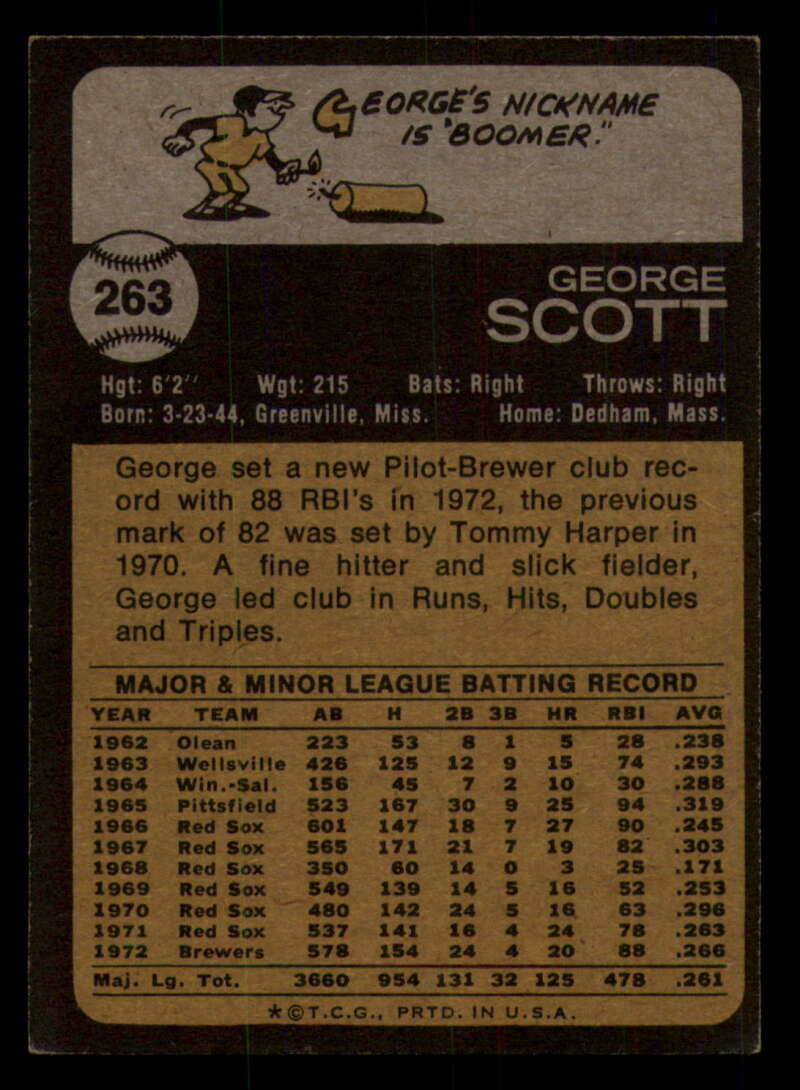 GEORGE'S NICKNAME
IS "BOOMER."
263
GEORGE
SCOTT
Hgt: 6'2" Wgt: 215 Bats: Right Throws: Right
Born: 3-23-44, Greenville, Miss. Home: Dedham, Mass.
George set a new Pilot-Brewer club rec-
ord with 88 RBI's in 1972, the previous
mark of 82 was set by Tommy Harper in
1970. A fine hitter and slick fielder,
George led club in Runs, Hits, Doubles
and Triples.
MAJOR & MINOR LEAGUE BATTING RECORD
YEAR TEAM AB H 2B 3B HR RBI AVG
1962 Olean 223 53 8 1 5 28 .238
1963 Wellsville 426 125 12 9 15 74 .293
1964 Win.-Sal. 156 45 7 2 10 30 .288
1965 Pittsfield 523 167 30 9 25 94 .319
1966 Red Sox 601 147 18 7 27 90 .245
1967 Red Sox 565 171 21 7 19 82 .303
1968 Red Sox 350 60 14 0 3 25 .171
1969 Red Sox 549 139 14 5 16 52 .253
1970 Red Sox 480 142 24 5 16 63 .296
1971 Red Sox 537 141 16 4 24 78 .263
1972 Brewers 578 154 24 4 20 88 .266
Maj. Lg. Tot. 3660 954 131 32 125 478 .261
*©T.C.G., PRTD. IN U.S.A.